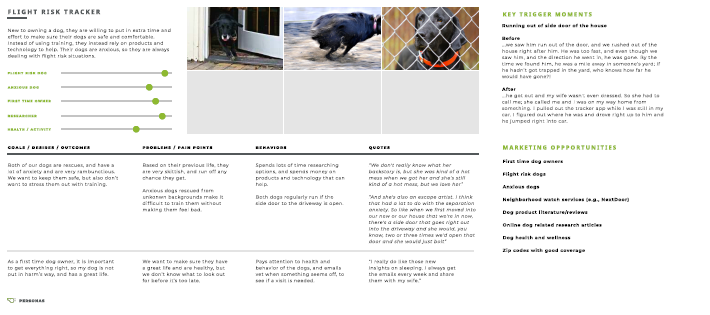 FLIGHT RISK TRACKER
New to owning a dog, they are willing to put in extra time and
effort to make sure their dogs are safe and comfortable.
Instead of using training, they instead rely on products and
technology to help. Their dogs are anxious, so they are always
dealing with flight risk situations.
FLIGHT RISK DOG
ANXIOUS DOG
FIRST TIME OWNER
RESEARCHER
HEALTH / ACTIVITY
GOALS / DESIRES / OUTCOMES
Both of our dogs are rescues, and have a
lot of anxiety and are very rambunctious.
We want to keep them safe, but also don't
want to stress them out with training.
As a first time dog owner, it is important
to get everything right, so my dog is not
out in harm's way, and has a great life.
PROBLEMS / PAIN POINTS
Based on their previous life, they
are very skittish, and run off any
chance they get.
Anxious dogs rescued from
unknown backgrounds make it
difficult to train them without
making them feel bad.
We want to make sure they have
a great life and are healthy, but
we don't know what to look out
for before it's too late.
BEHAVIORS
Spends lots of time researching
options, and spends money on
products and technology that can
help.
Both dogs regularly run if the
side door to the driveway is open.
Pays attention to health and
behavior of the dogs, and emails
vet when something seems off, to
see if a visit is needed.
QUOTES
"We don't really know what her
backstory is, but she was kind of a hot
mess when we got her and she's still
kind of a hot mess, but we love her"
"And she's also an escape artist. I think
that had a lot to do with the separation
anxiety. So like when we first moved into
our new or our house that we're in now,
there's a side door that goes right out
into the driveway and she would, you
know, two or three times we'd open that
door and she would just bolt"
"I really do like those new
insights on sleeping. I always get
the emails every week and share
them with my wife."
PERSONAS
KEY TRIGGER MOMENTS
Running out of side door of the house
Before
...we saw him run out of the door, and we rushed out of the
house right after him. He was too fast, and even though we
saw him, and the direction he went in, he was gone. By the
time we found him, he was a mile away in someone's yard; if
he hadn't got trapped in the yard, who knows how far he
would have gone?!
After
...he got out and my wife wasn't even dressed. So she had to
call me; she called me and I was on my way home from
something. I pulled out the tracker app while I was still in my
car. I figured out where he was and drove right up to him and
he jumped right into car.
MARKETING OPPPORTUNITIES
First time dog owners
Flight risk dogs
Anxious dogs
Neighborhood watch services (e.g., NextDoor)
Dog product literature/reviews
Online dog related research articles
Dog health and wellness
Zip codes with good coverage